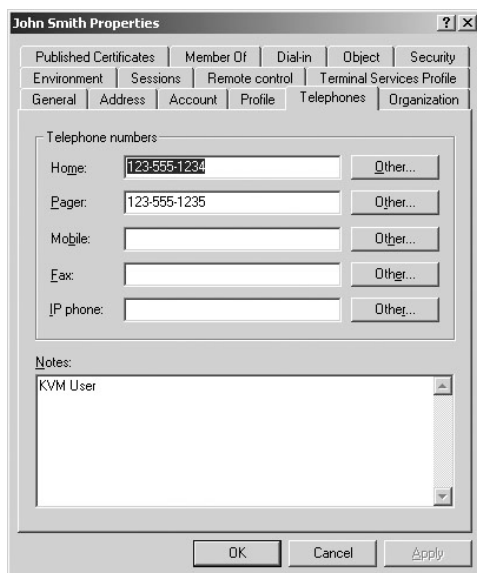 John Smith Properties
Published Certificates Member Of Dial-in Object Security
Environment Sessions Remote control Terminal Services Profile
General Address Account Profile Telephones Organization
Telephone numbers
Home: 123-555-1234 Other...
Pager: 123-555-1235 Other...
Mobile: Other...
Fax: Other...
IP phone: Other...
Notes:
KVM User
OK Cancel Apply